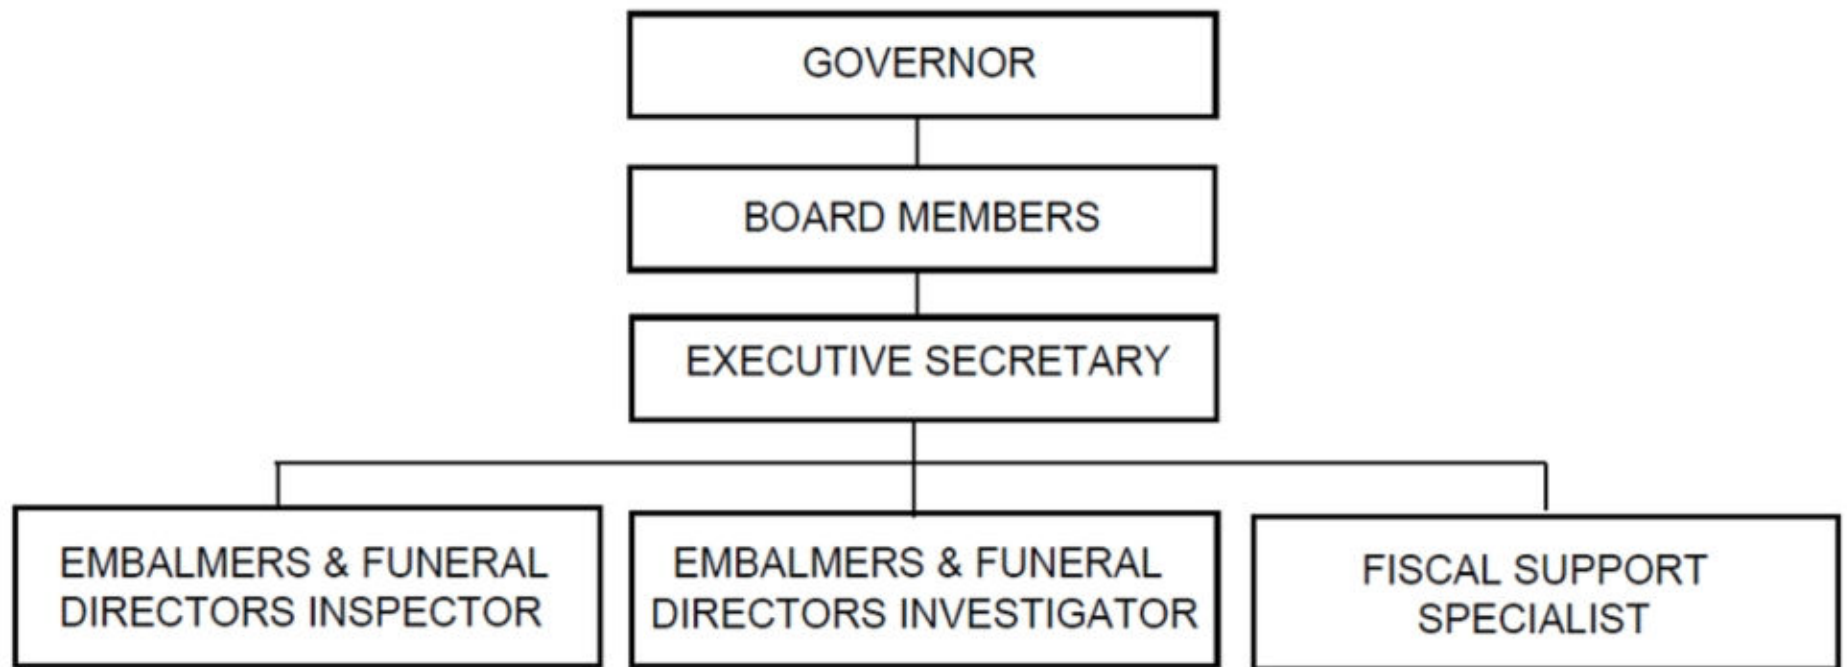 GOVERNOR
BOARD MEMBERS
EXECUTIVE SECRETARY
EMBALMERS & FUNERAL
DIRECTORS INSPECTOR
EMBALMERS & FUNERAL
DIRECTORS INVESTIGATOR
FISCAL SUPPORT
SPECIALIST